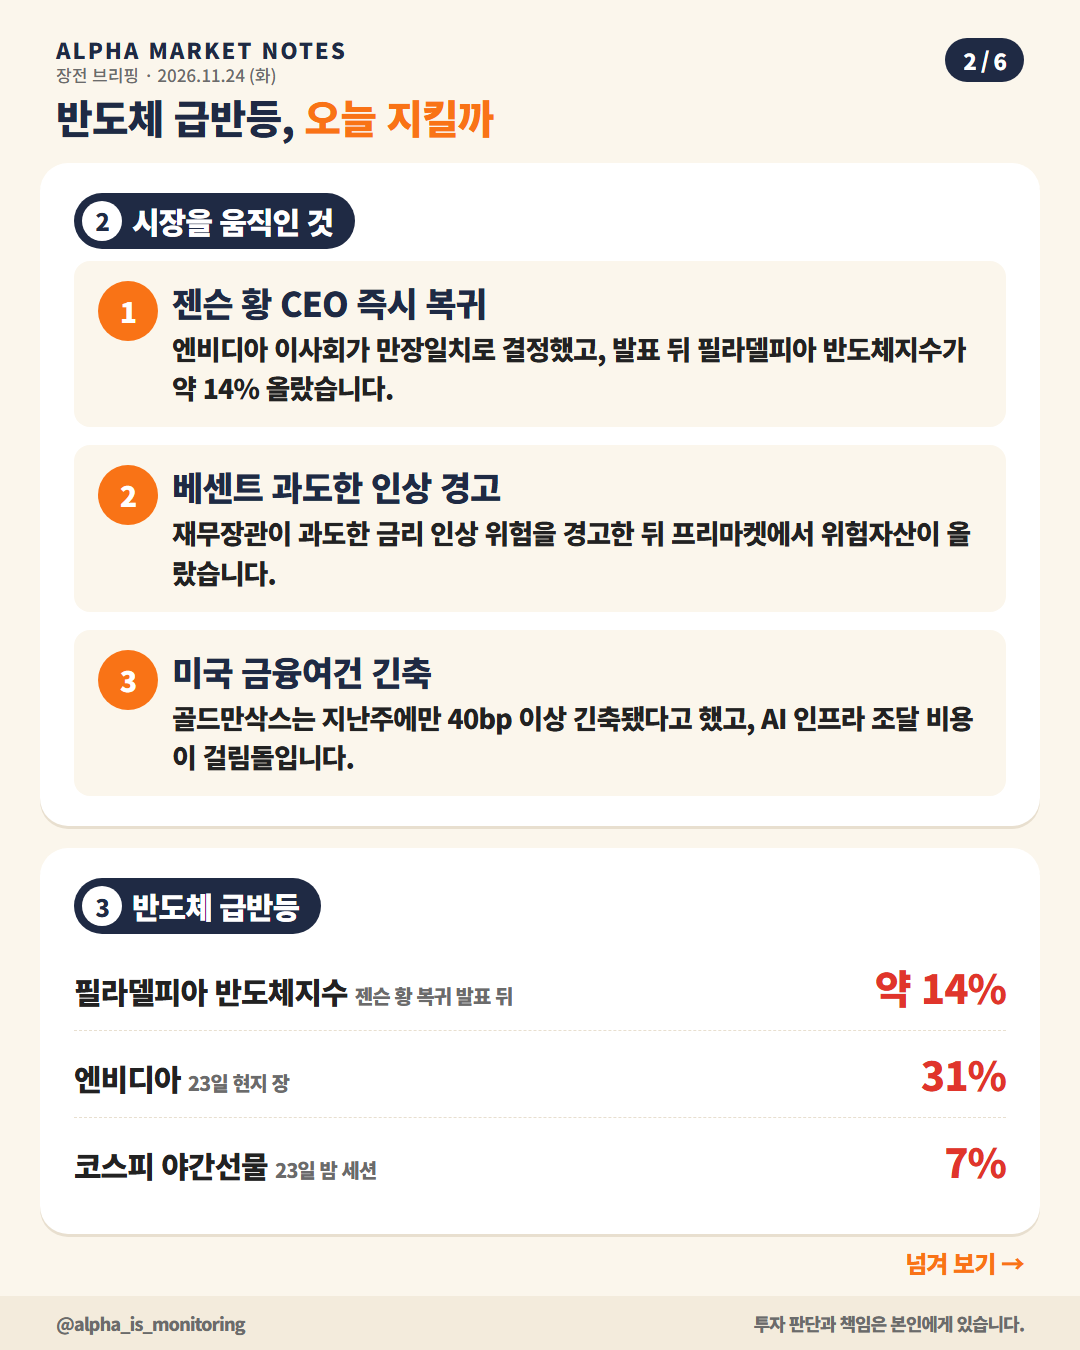 ALPHA MARKET NOTES
장전 브리핑 · 2026.11.24 (화)
2/6
반도체 급반등, 오늘 지킬까
2 시장을 움직인 것
1 젠슨 황 CEO 즉시 복귀
엔비디아 이사회가 만장일치로 결정했고, 발표 뒤 필라델피아 반도체지수가
약 14% 올랐습니다.
2 베센트 과도한 인상 경고
재무장관이 과도한 금리 인상 위험을 경고한 뒤 프리마켓에서 위험자산이 올
랐습니다.
3 미국 금융여건 긴축
골드만삭스는 지난주에만 40bp 이상 긴축됐다고 했고, AI 인프라 조달 비용
이 걸림돌입니다.
3 반도체 급반등
필라델피아 반도체지수 젠슨 황 복귀 발표 뒤 약 14%
엔비디아 23일 현지 장 31%
코스피 야간선물 23일 밤 세션 7%
넘겨 보기 →
@alpha_is_monitoring
투자 판단과 책임은 본인에게 있습니다.